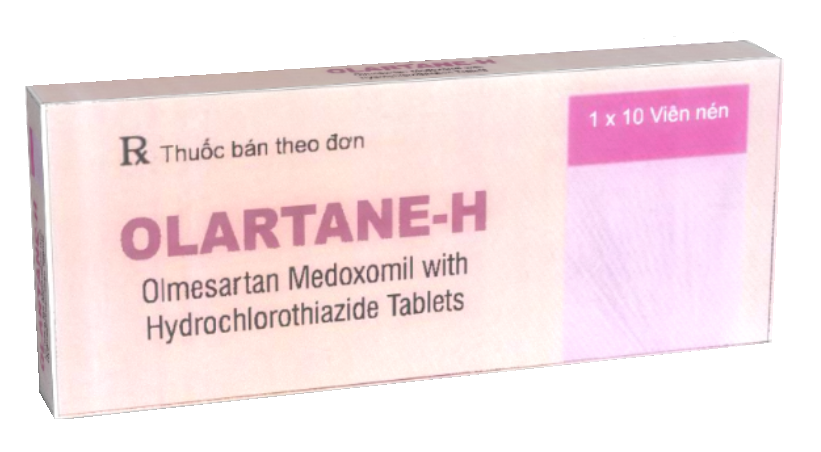 OLARTANE-H
℞ Thuốc bán theo đơn
1 x 10 Viên nén
OLARTANE-H
Olmesartan Medoxomil with
Hydrochlorothiazide Tablets